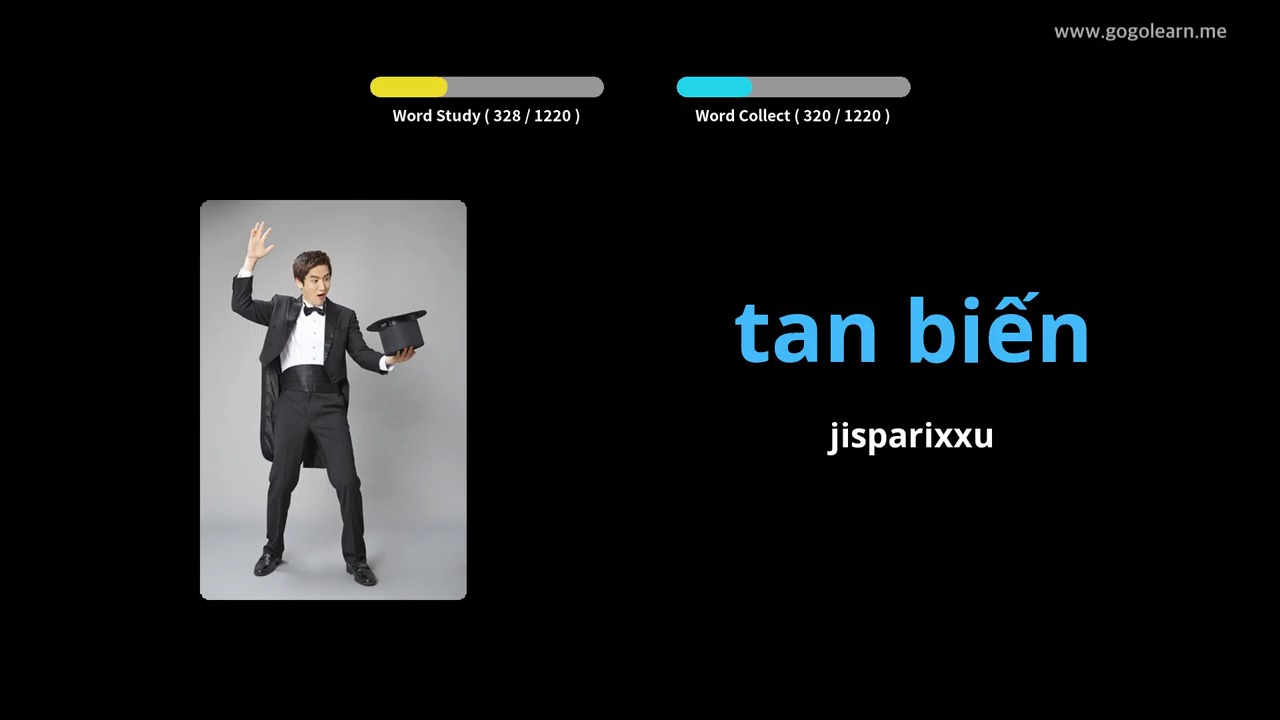 www.gogolearn.me
Word Study ( 328 / 1220 )
Word Collect ( 320 / 1220 )
tan biến
jisparixxu